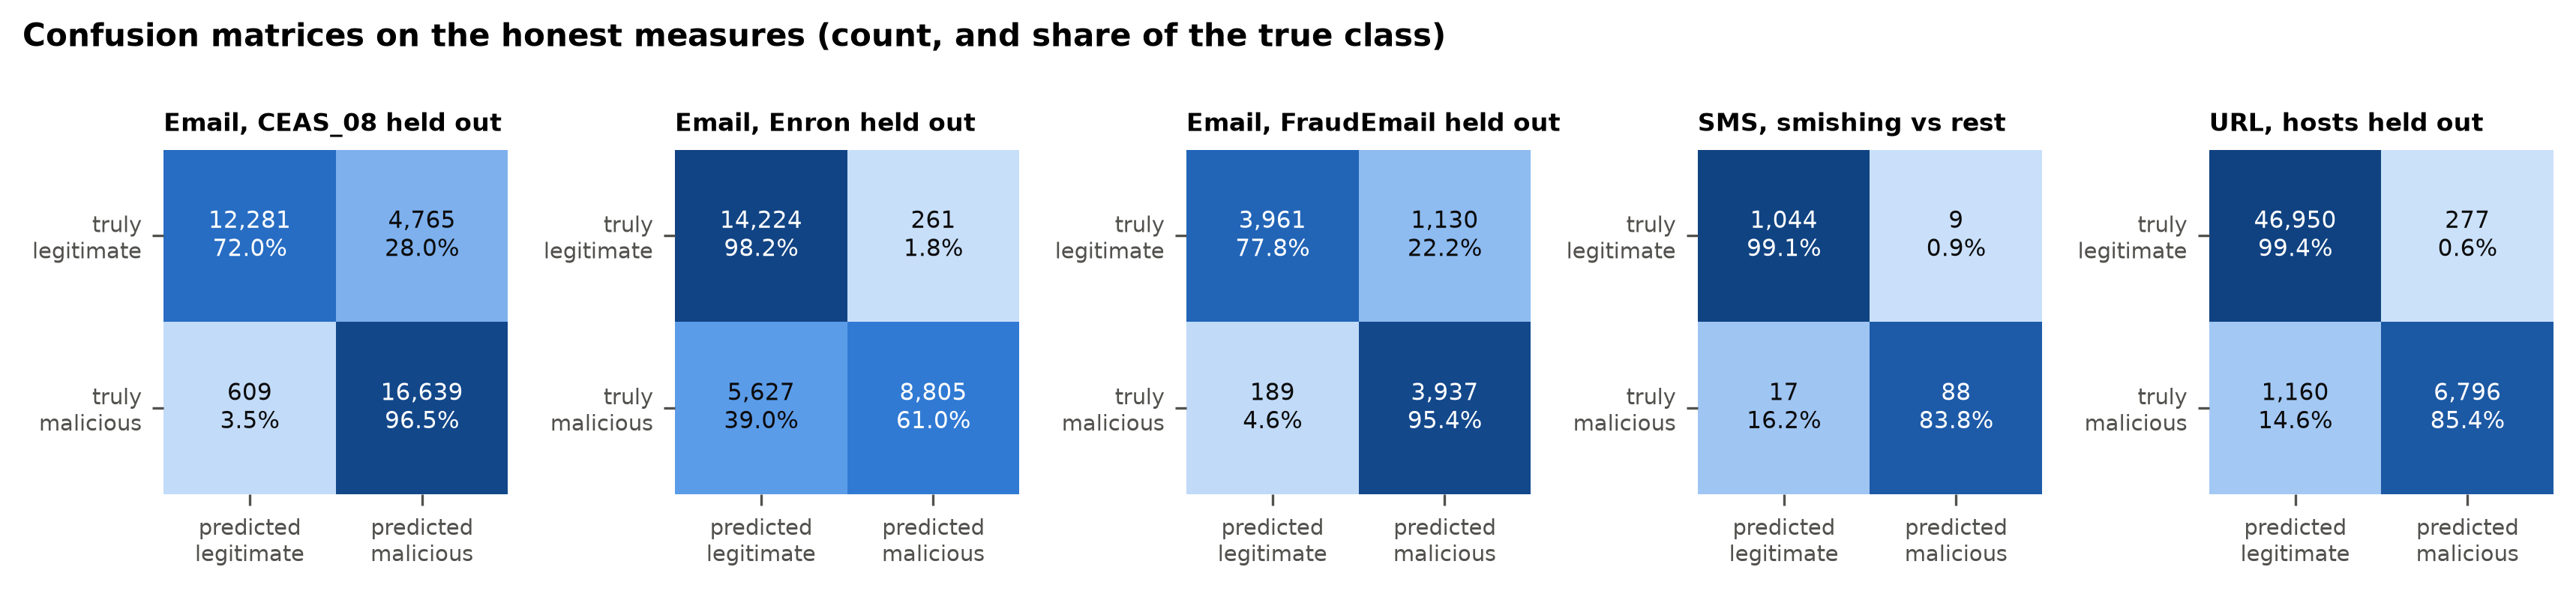 Confusion matrices on the honest measures (count, and share of the true class)
Email, CEAS_08 held out
truly
legitimate
12,281
72.0%
4,765
28.0%
truly
malicious
609
3.5%
16,639
96.5%
predicted
legitimate
predicted
malicious
Email, Enron held out
truly
legitimate
14,224
98.2%
261
1.8%
truly
malicious
5,627
39.0%
8,805
61.0%
predicted
legitimate
predicted
malicious
Email, FraudEmail held out
truly
legitimate
3,961
77.8%
1,130
22.2%
truly
malicious
189
4.6%
3,937
95.4%
predicted
legitimate
predicted
malicious
SMS, smishing vs rest
truly
legitimate
1,044
99.1%
9
0.9%
truly
malicious
17
16.2%
88
83.8%
predicted
legitimate
predicted
malicious
URL, hosts held out
truly
legitimate
46,950
99.4%
277
0.6%
truly
malicious
1,160
14.6%
6,796
85.4%
predicted
legitimate
predicted
malicious